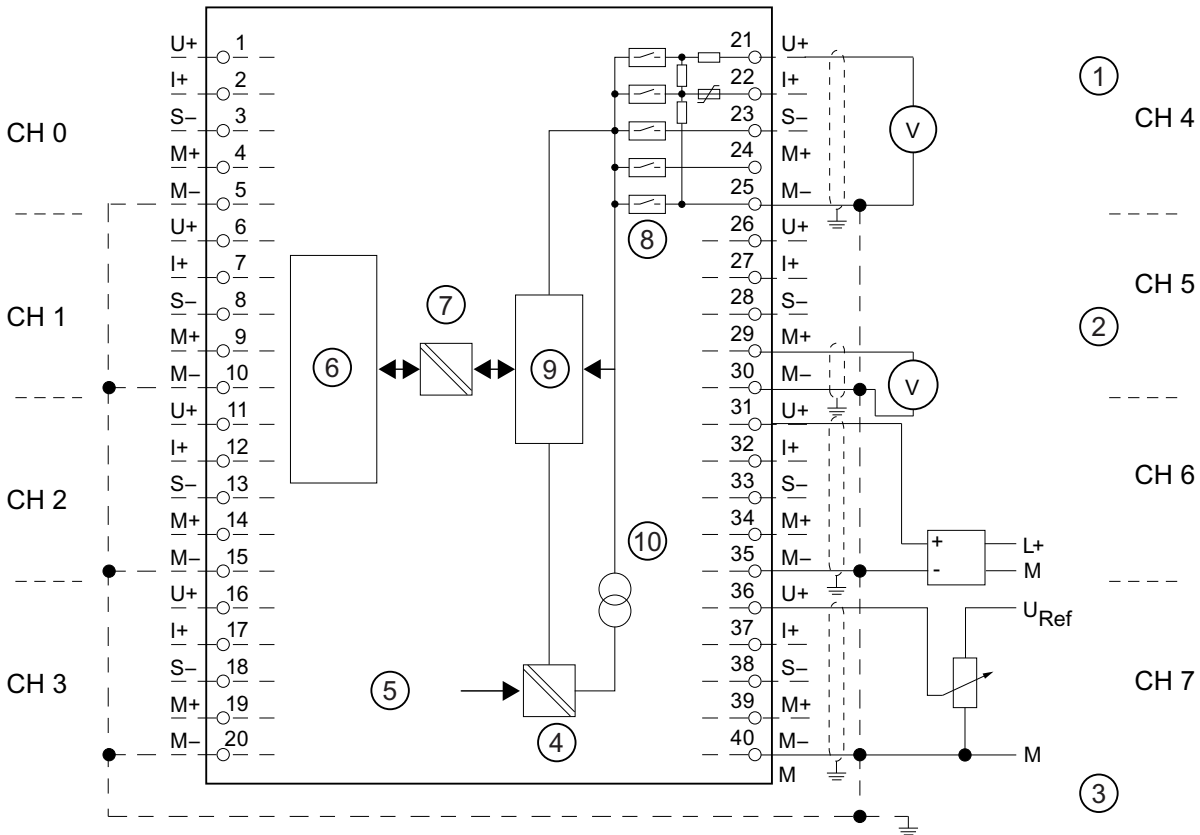 CH 0
U+ 1
I+ 2
S– 3
M+ 4
M– 5
CH 1
U+ 6
I+ 7
S– 8
M+ 9
M– 10
CH 2
U+ 11
I+ 12
S– 13
M+ 14
M– 15
CH 3
U+ 16
I+ 17
S– 18
M+ 19
M– 20
6
7
9
8
10
5
4
21 U+
22 I+
23 S–
24 M+
25 M–
V
1
CH 4
26 U+
27 I+
28 S–
29 M+
30 M–
V
CH 5
2
31 U+
32 I+
33 S–
34 M+
35 M–
+ L+
- M
CH 6
36 U+
37 I+
38 S–
39 M+
40 M–
M
URef
M
CH 7
3